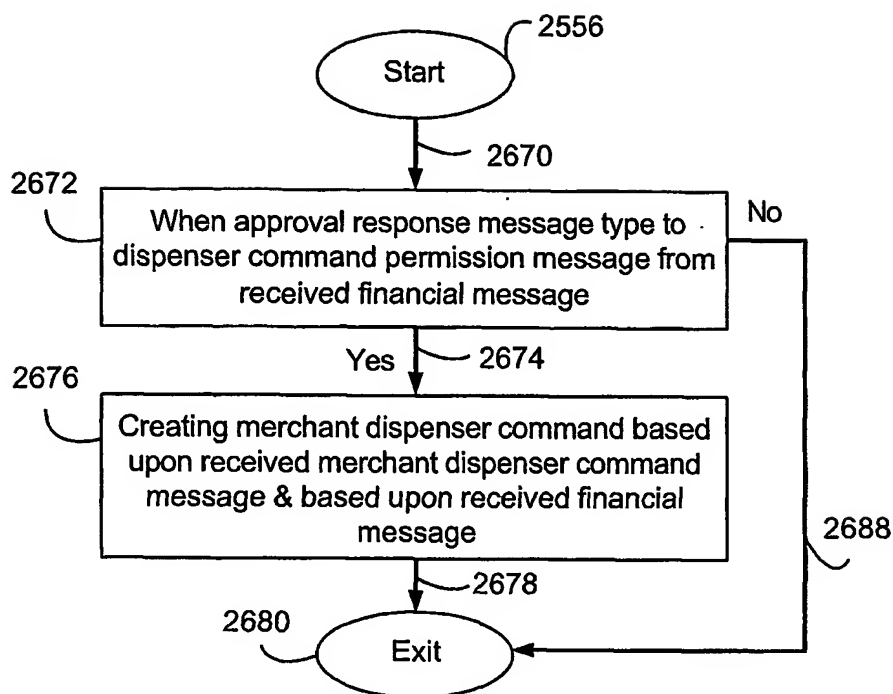 2556
Start
2670
2672
When approval response message type to
dispenser command permission message from
received financial message
No
Yes
2674
2676
Creating merchant dispenser command based
upon received merchant dispenser command
message & based upon received financial
message
2688
2678
2680
Exit